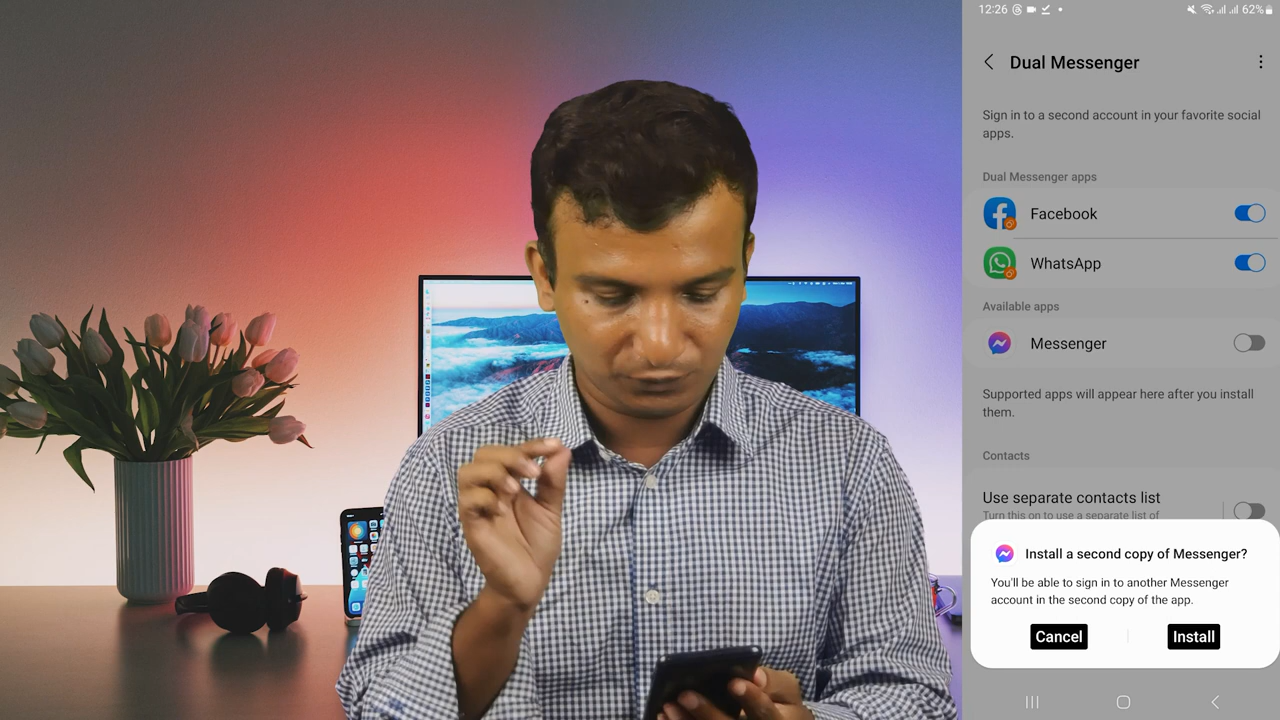 12:26
62%
Dual Messenger
Sign in to a second account in your favorite social
apps.
Dual Messenger apps
Facebook
WhatsApp
Available apps
Messenger
Supported apps will appear here after you install
them.
Contacts
Use separate contacts list
Turn this on to use a separate list of
Install a second copy of Messenger?
You'll be able to sign in to another Messenger
account in the second copy of the app.
Cancel
Install